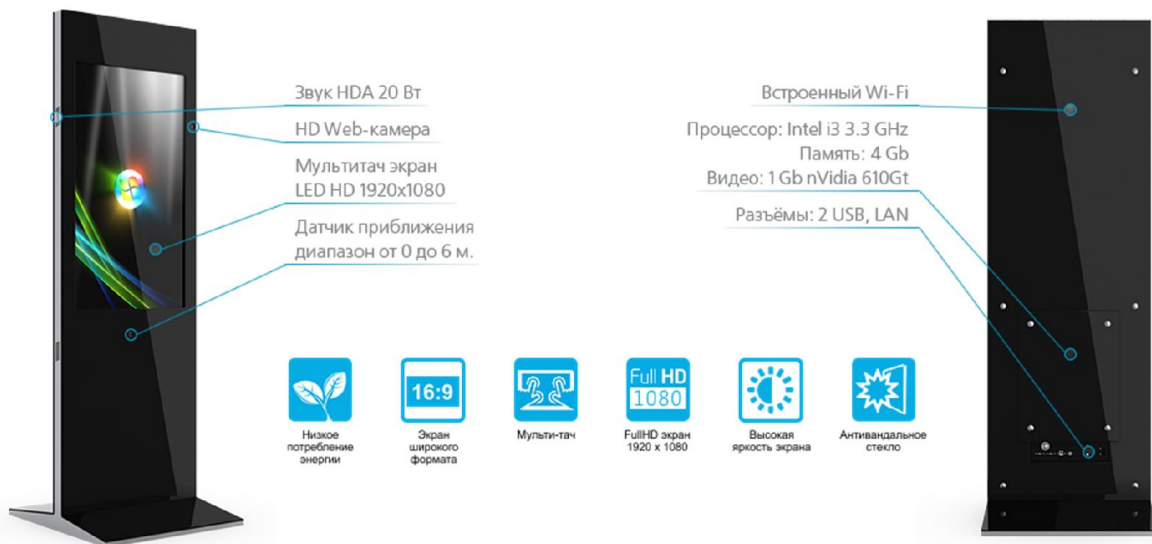 Звук HDA 20 Вт
HD Web-камера
Мультитач экран
LED HD 1920x1080
Датчик приближения
диапазон от 0 до 6 м.
Встроенный Wi-Fi
Процессор: Intel i3 3.3 GHz
Память: 4 Gb
Видео: 1 Gb nVidia 610Gt
Разъёмы: 2 USB, LAN
16:9
Full HD
1080
Низкое
потребление
энергии
Экран
широкого
формата
Мульти-тач
FullHD экран
1920 x 1080
Высокая
яркость экрана
Антивандальное
стекло